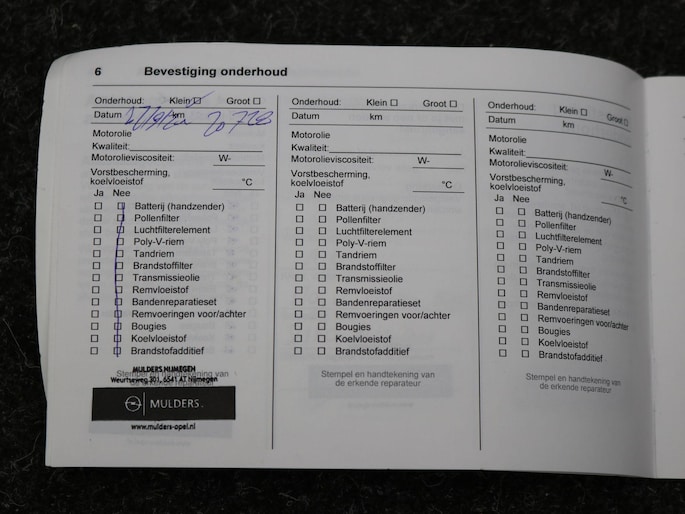 6 Bevestiging onderhoud
Onderhoud: Klein ☐ Groot ☐
Datum km
Motorolie
Kwaliteit:
Motorolieviscositeit: W-
Vorstbescherming,
koelvloeistof °C
Ja Nee
☐ ☐ Batterij (handzender)
☐ ☐ Pollenfilter
☐ ☐ Luchtfilterelement
☐ ☐ Poly-V-riem
☐ ☐ Tandriem
☐ ☐ Brandstoffilter
☐ ☐ Transmissieolie
☐ ☐ Remvloeistof
☐ ☐ Bandenreparatieset
☐ ☐ Remvoeringen voor/achter
☐ ☐ Bougies
☐ ☐ Koelvloeistof
☐ ☐ Brandstofadditief
MULDERS NIJMEGEN
Stempel en handtekening van
Weurtseweg 301, 6541 AT Nijmegen
MULDERS
www.mulders-opel.nl
Onderhoud: Klein ☐ Groot ☐
Datum km
Motorolie
Kwaliteit:
Motorolieviscositeit: W-
Vorstbescherming,
koelvloeistof °C
Ja Nee
☐ ☐ Batterij (handzender)
☐ ☐ Pollenfilter
☐ ☐ Luchtfilterelement
☐ ☐ Poly-V-riem
☐ ☐ Tandriem
☐ ☐ Brandstoffilter
☐ ☐ Transmissieolie
☐ ☐ Remvloeistof
☐ ☐ Bandenreparatieset
☐ ☐ Remvoeringen voor/achter
☐ ☐ Bougies
☐ ☐ Koelvloeistof
☐ ☐ Brandstofadditief
Stempel en handtekening van
de erkende reparateur
Onderhoud: Klein ☐ Groot ☐
Datum km
Motorolie
Kwaliteit:
Motorolieviscositeit: W-
Vorstbescherming,
koelvloeistof °C
Ja Nee
☐ ☐ Batterij (handzender)
☐ ☐ Pollenfilter
☐ ☐ Luchtfilterelement
☐ ☐ Poly-V-riem
☐ ☐ Tandriem
☐ ☐ Brandstoffilter
☐ ☐ Transmissieolie
☐ ☐ Remvloeistof
☐ ☐ Bandenreparatieset
☐ ☐ Remvoeringen voor/achter
☐ ☐ Bougies
☐ ☐ Koelvloeistof
☐ ☐ Brandstofadditief
Stempel en handtekening van
de erkende reparateur